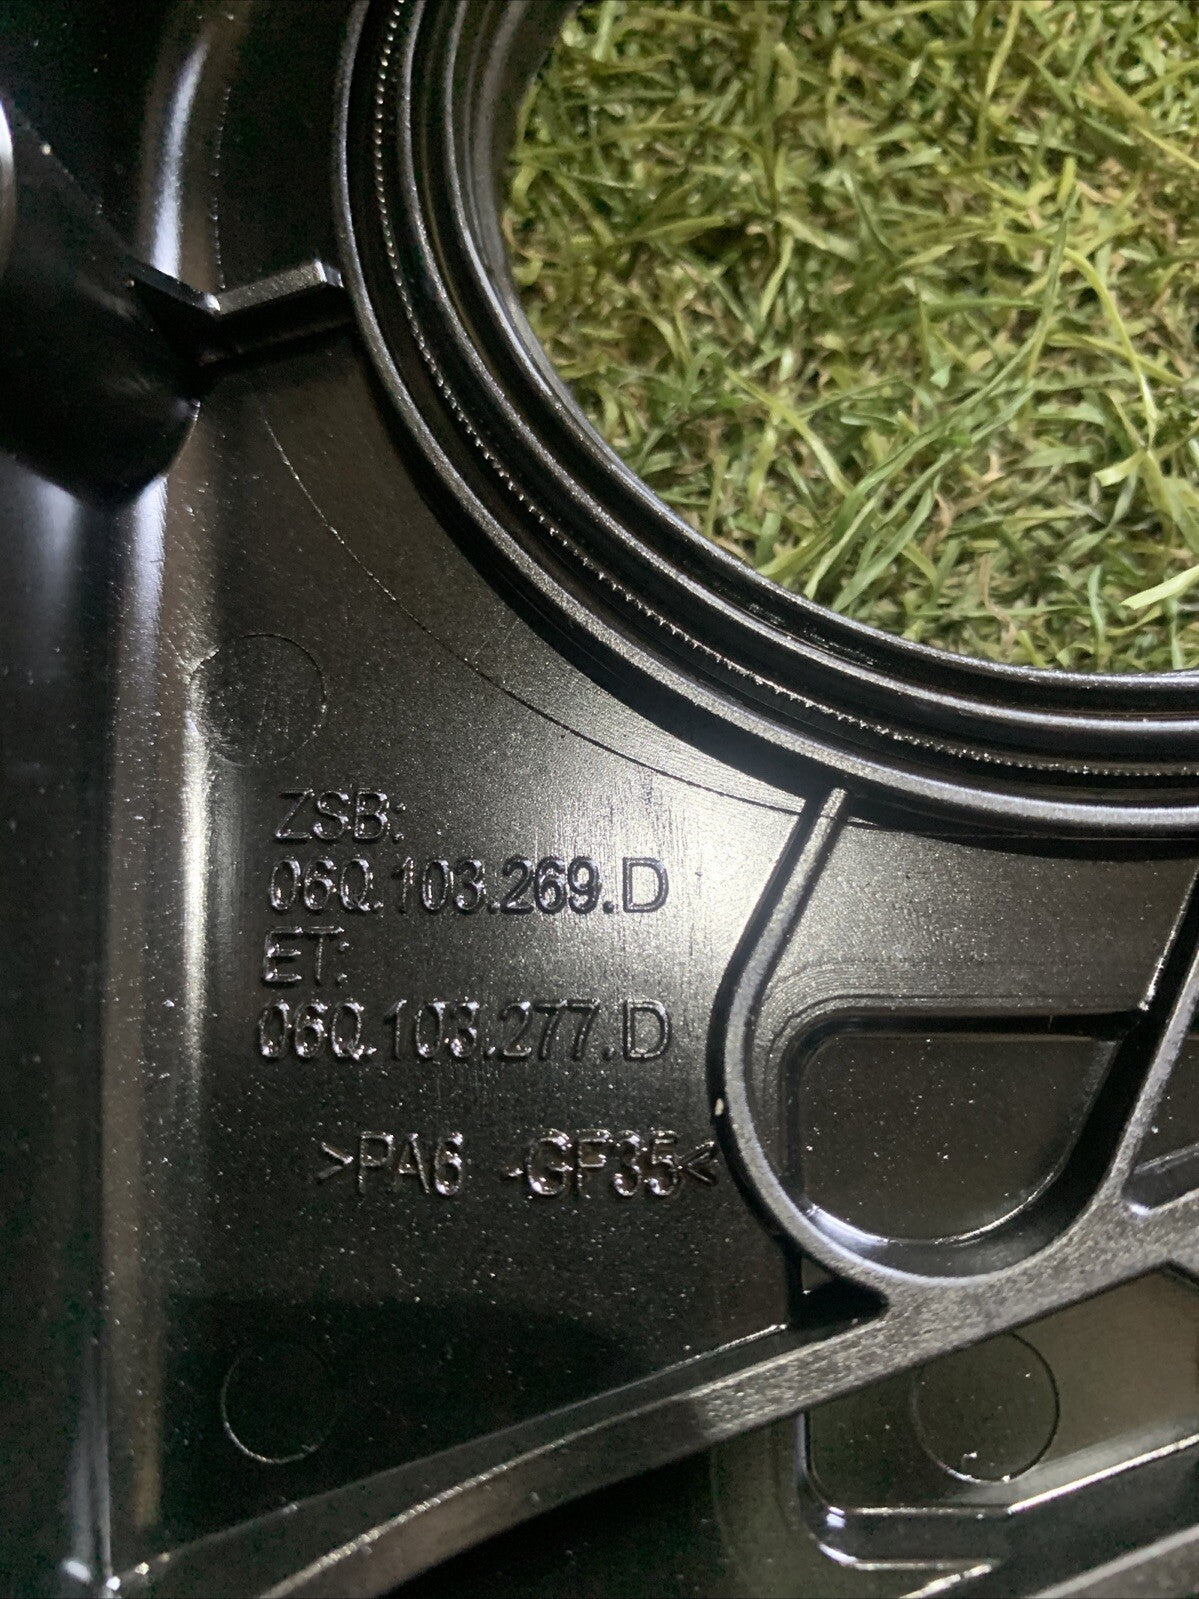 ZSB:
06Q.103.269.D
ET:
06Q.103.277.D
>PA6 -GF35<